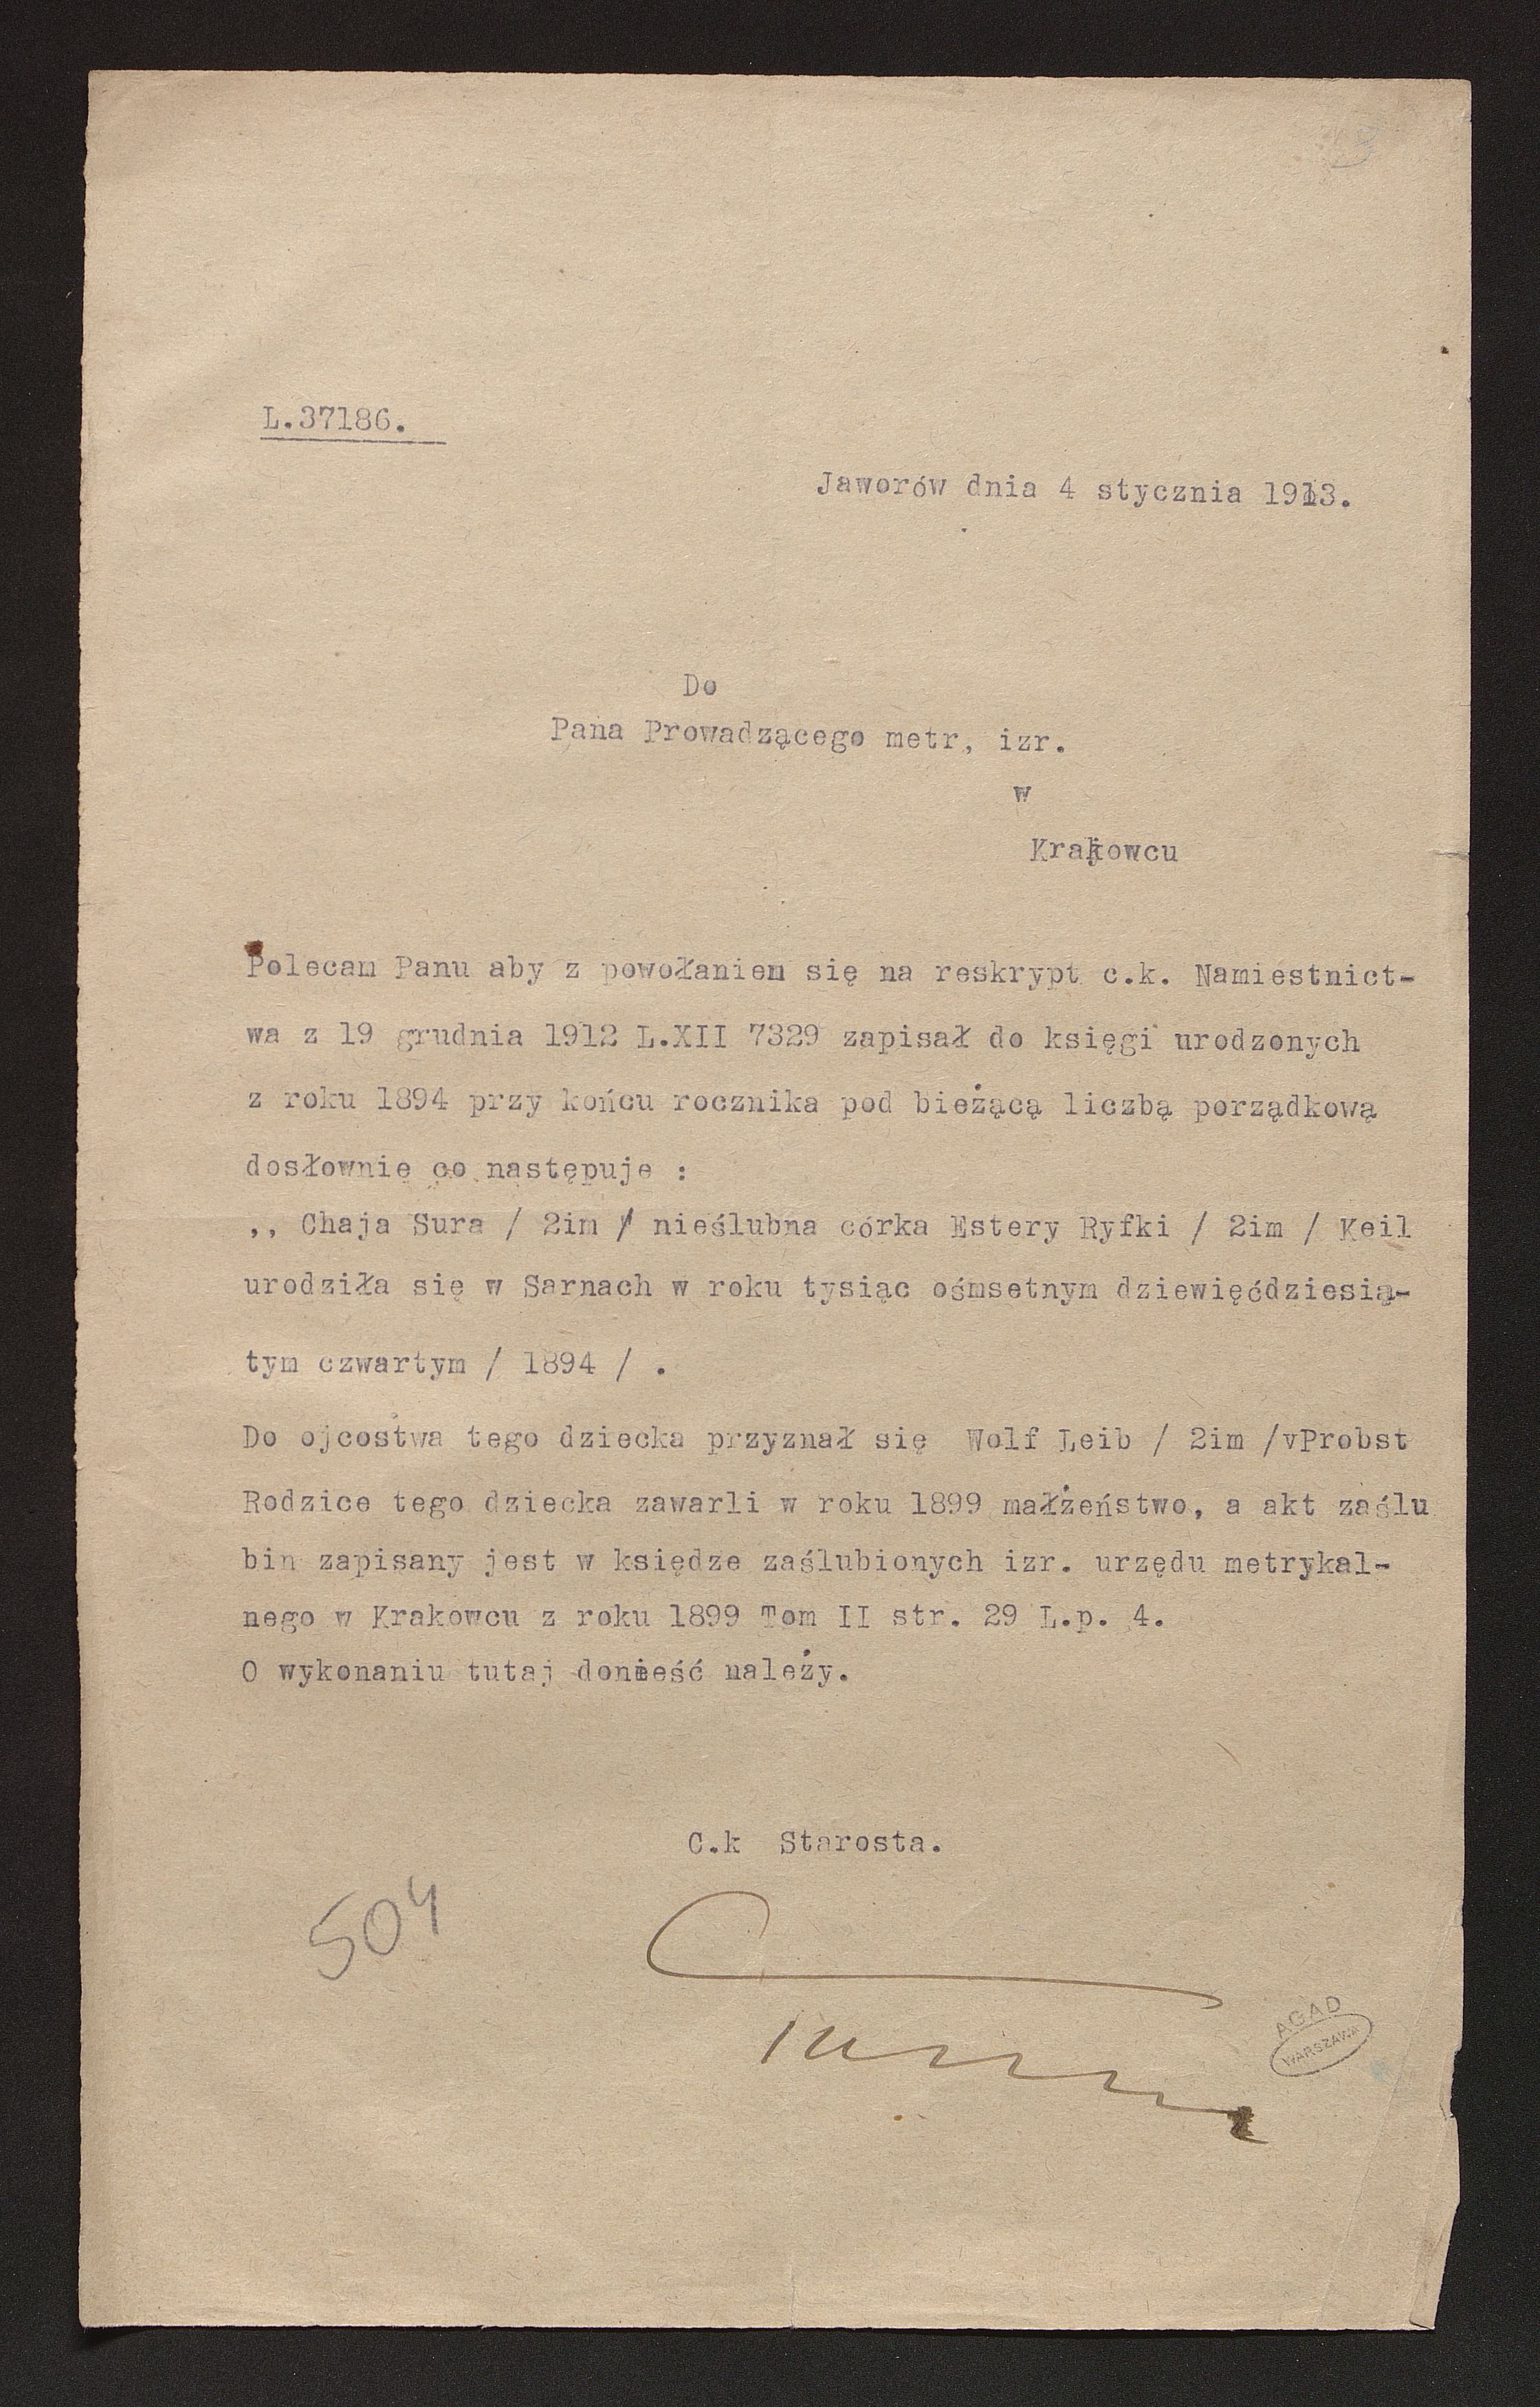 L.37186.
Jaworów dnia 4 stycznia 1913.
Do
Pana Prowadzącego metr, izr.
w
Krakowcu
Polecam Panu aby z powołaniem się na reskrypt c.k. Namiestnict-
wa z 19 grudnia 1912 L.XII 7329 zapisał do księgi urodzonych
z roku 1894 przy końcu rocznika pod bieżącą liczbą porządkową
dosłownie co następuje :
,, Chaja Sura / 2im / nieślubna córka Estery Ryfki / 2im / Keil
urodziła się w Sarnach w roku tysiąc ośmsetnym dziewięćdziesią-
tym czwartym / 1894 / .
Do ojcostwa tego dziecka przyznał się Wolf Leib / 2im /vProbst
Rodzice tego dziecka zawarli w roku 1899 małżeństwo, a akt zaślu
bin zapisany jest w księdze zaślubionych izr. urzędu metrykal-
nego w Krakowcu z roku 1899 Tom II str. 29 L.p. 4.
O wykonaniu tutaj donieść należy.
C.k Starosta.
504
AGAD
WARSZAWA